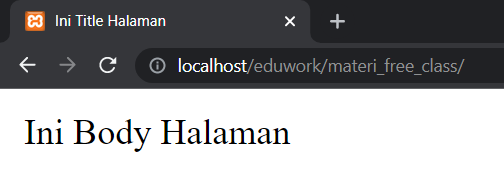 Ini Title Halaman
localhost/eduwork/materi_free_class/
Ini Body Halaman